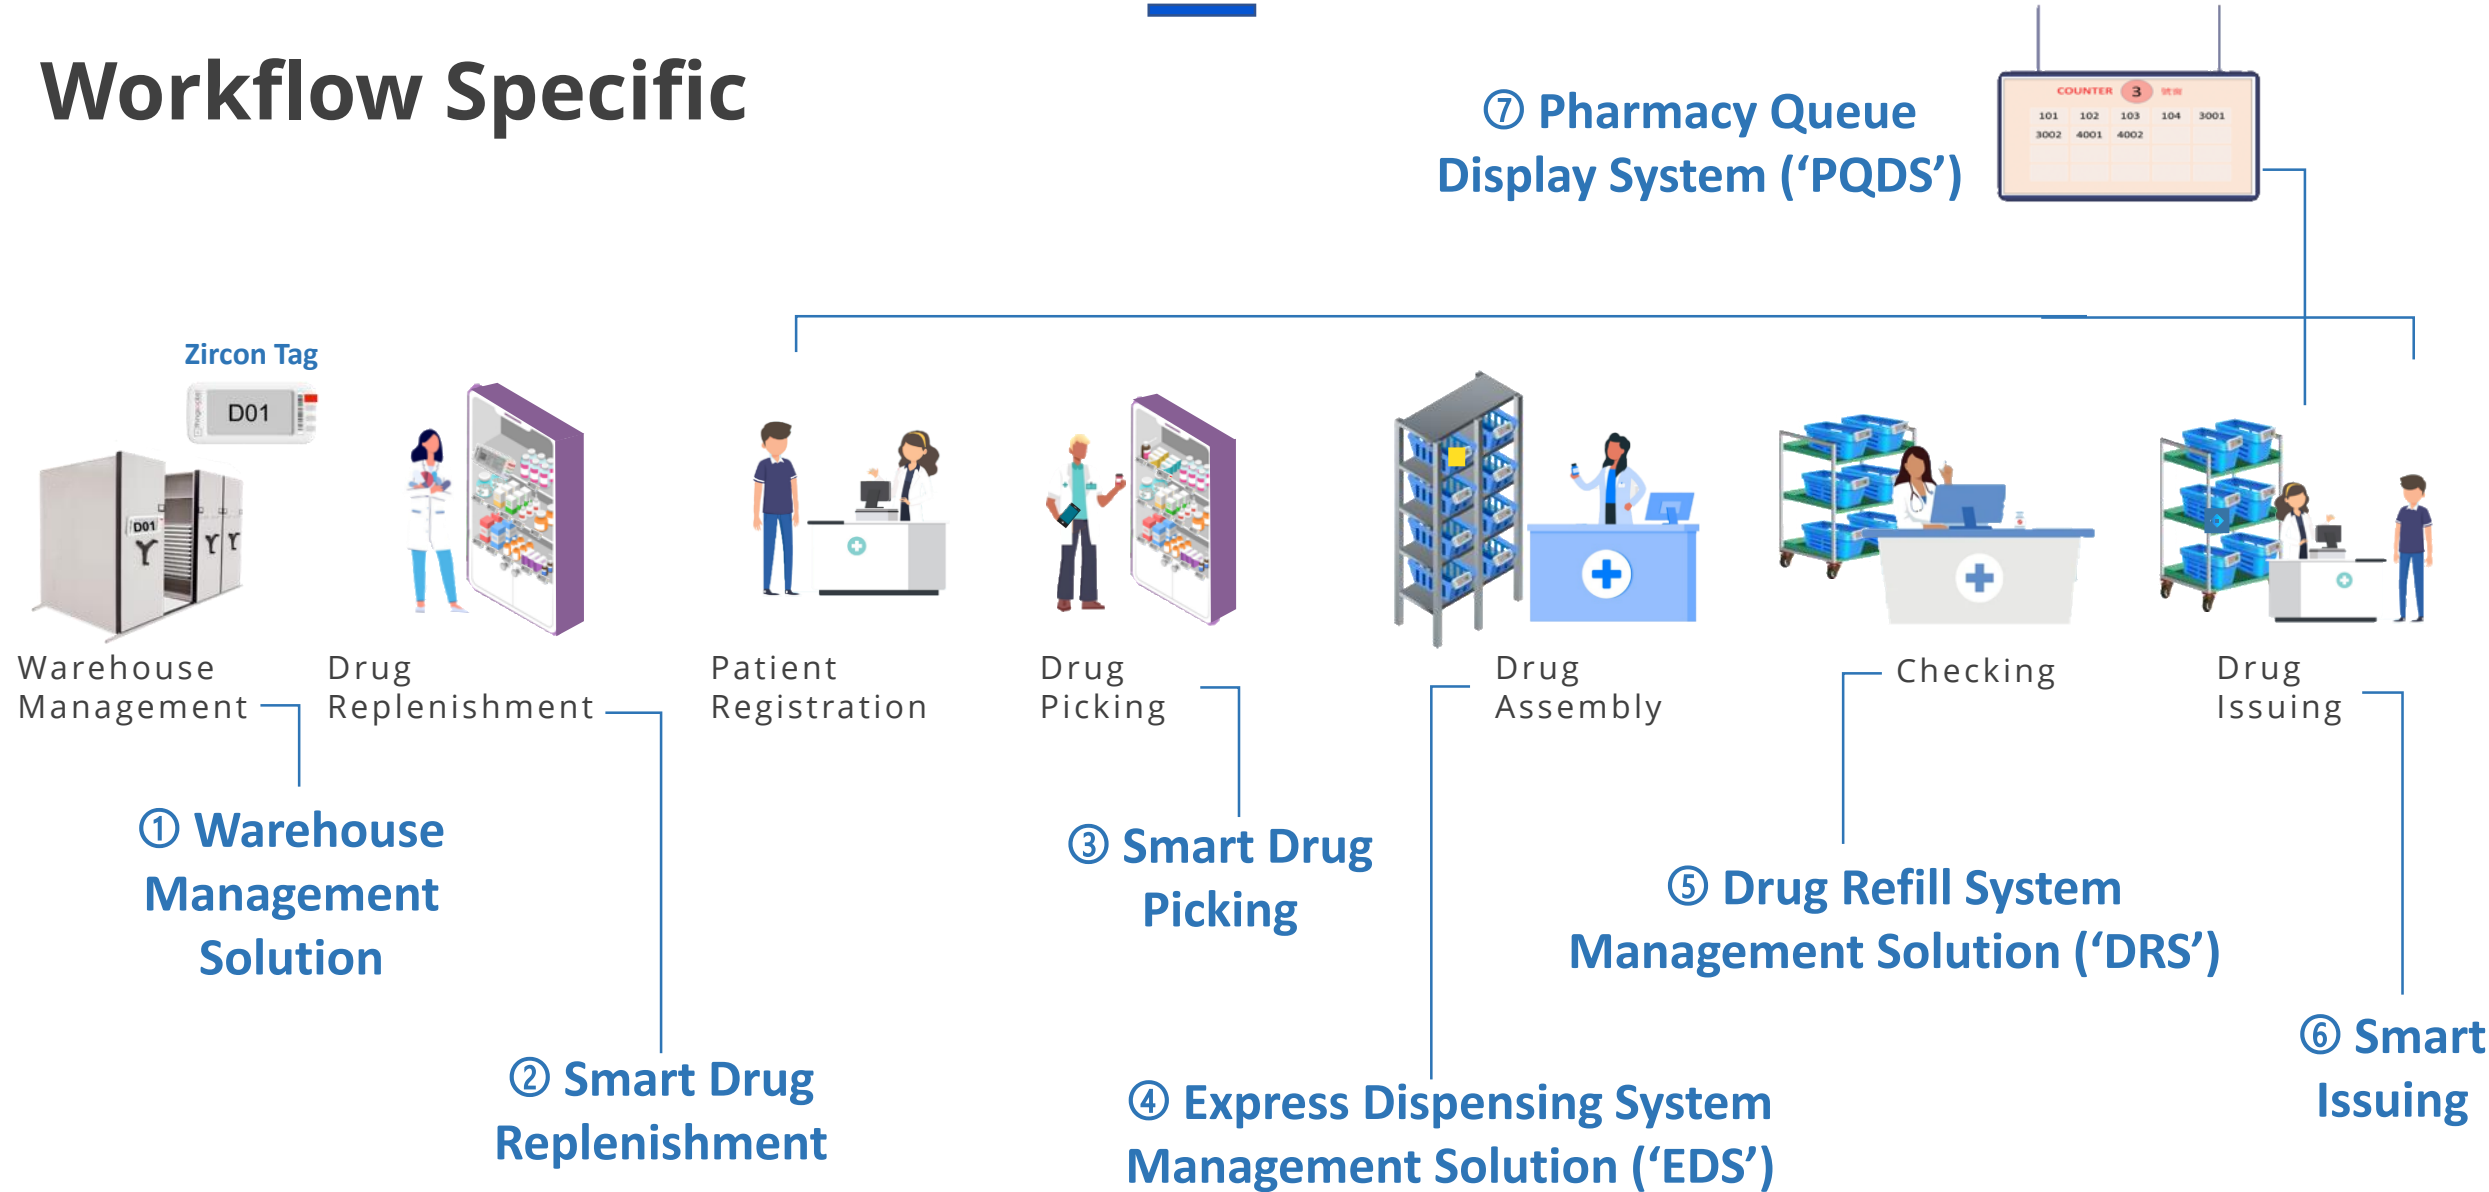 Workflow Specific
⑦ Pharmacy Queue
Display System (‘PQDS’)
COUNTER 3 號窗
101 102 103 104 3001
3002 4001 4002
Zircon Tag
D01
D01
Warehouse
Management
Drug
Replenishment
Patient
Registration
Drug
Picking
Drug
Assembly
Checking
Drug
Issuing
① Warehouse
Management
Solution
② Smart Drug
Replenishment
③ Smart Drug
Picking
④ Express Dispensing System
Management Solution (‘EDS’)
⑤ Drug Refill System
Management Solution (‘DRS’)
⑥ Smart
Issuing